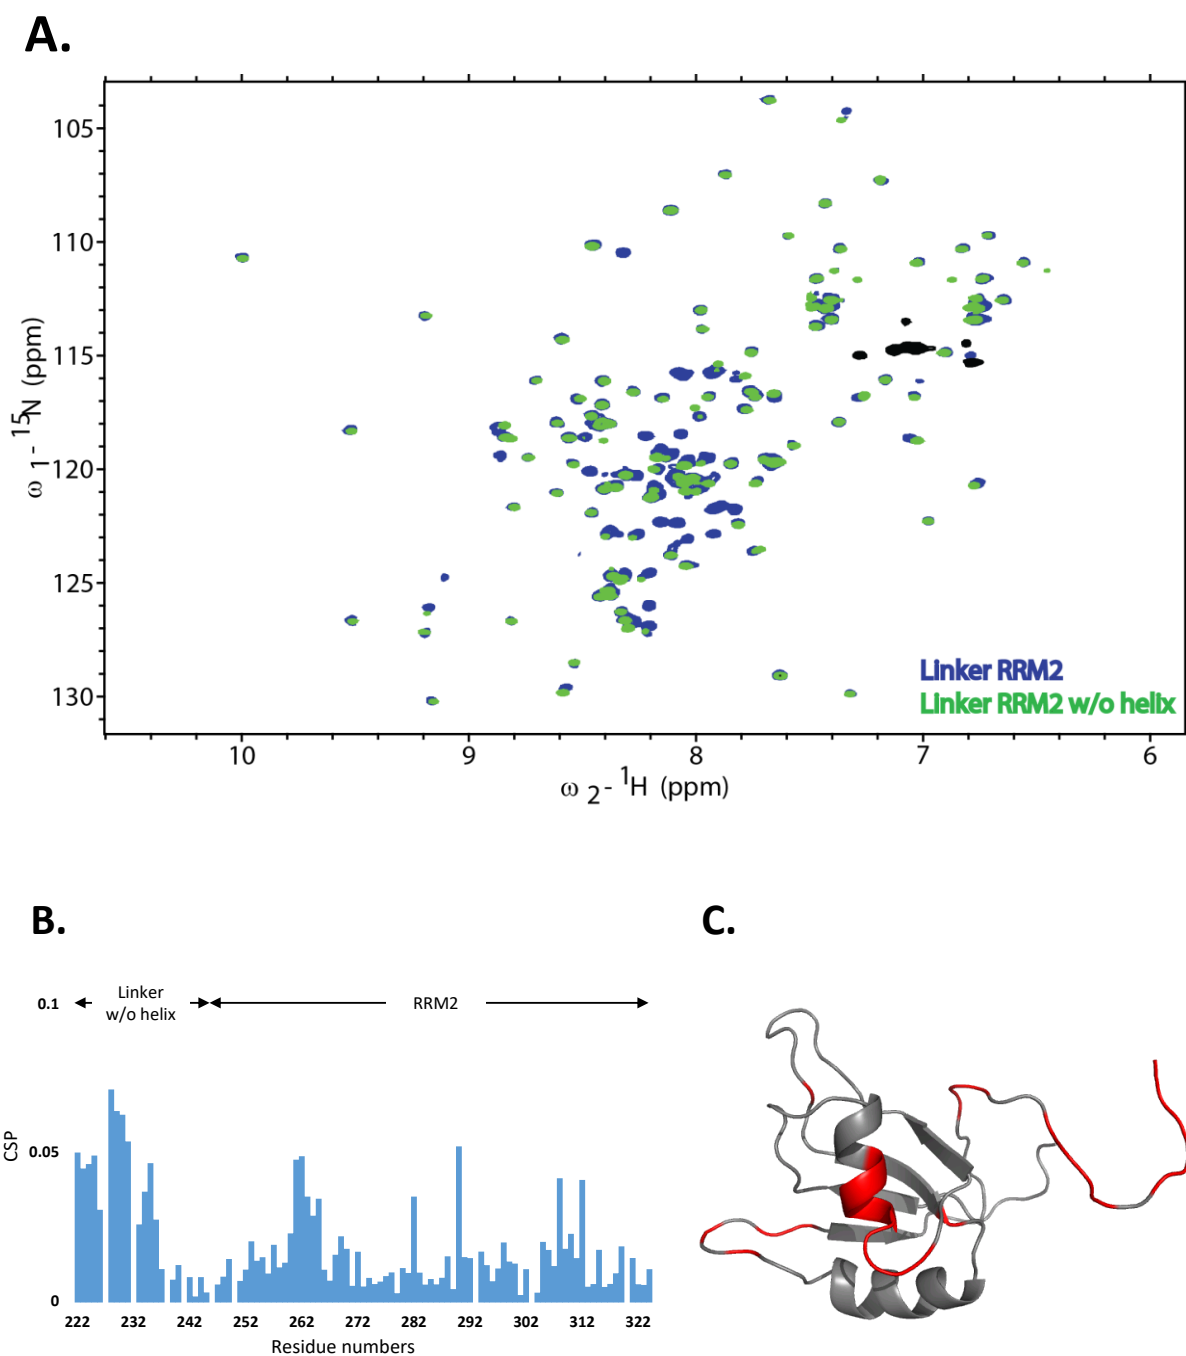 A.
105
110
115
120
125
130
ω 1- 15N (ppm)
10
9
8
7
6
ω 2- 1H (ppm)
Linker RRM2
Linker RRM2 w/o helix
B.
C.
0.1
0.05
0
CSP
Linker
w/o helix
RRM2
222 232 242 252 262 272 282 292 302 312 322
Residue numbers